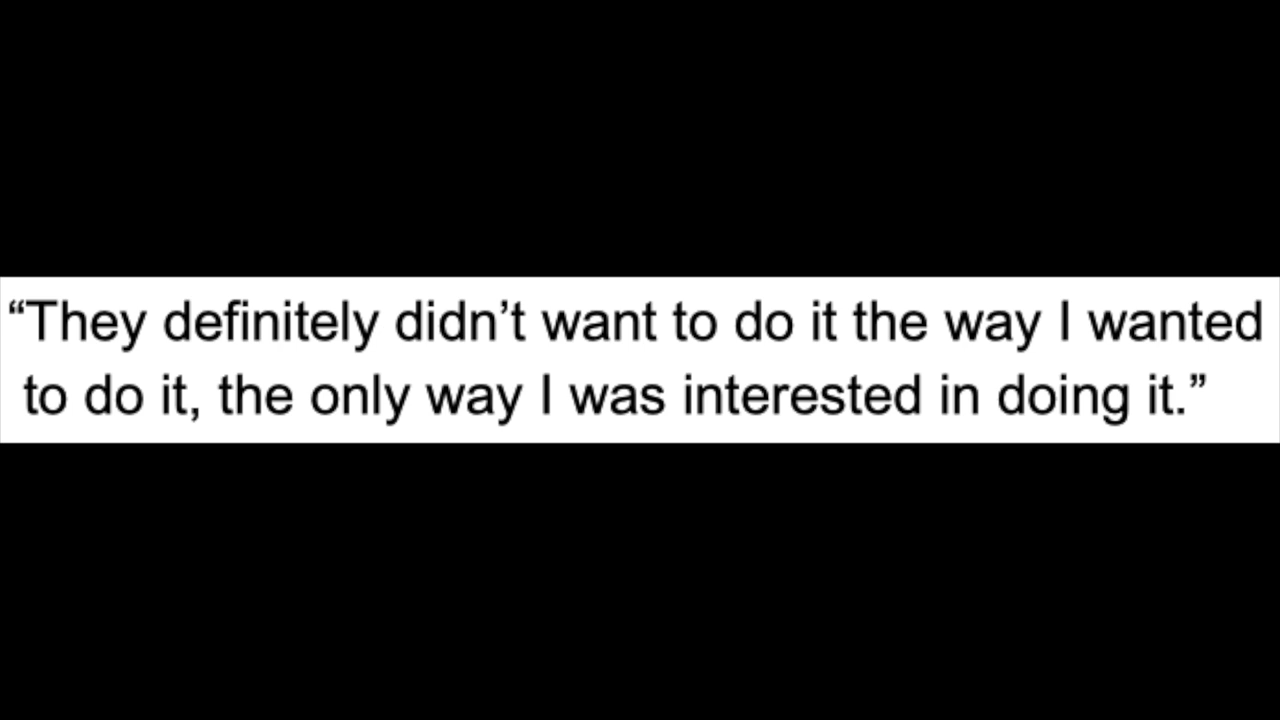 “They definitely didn’t want to do it the way I wanted
to do it, the only way I was interested in doing it.”